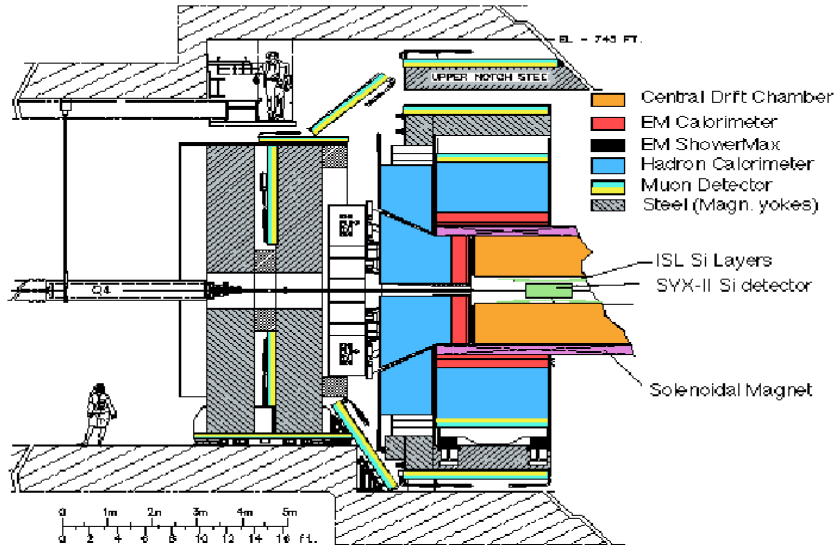 EL - 743 FT.
UPPER NOTCH STEE
Central Drift Chamber
EM Calorimeter
EM ShowerMax
Hadron Calorimeter
Muon Detector
Steel (Magn. yokes)
ISL Si Layers
SVX-II Si detector
Q4
Solenoidal Magnet
0 1m 2m 3m 4m 5m
0 2 4 6 8 10 12 14 16 ft.